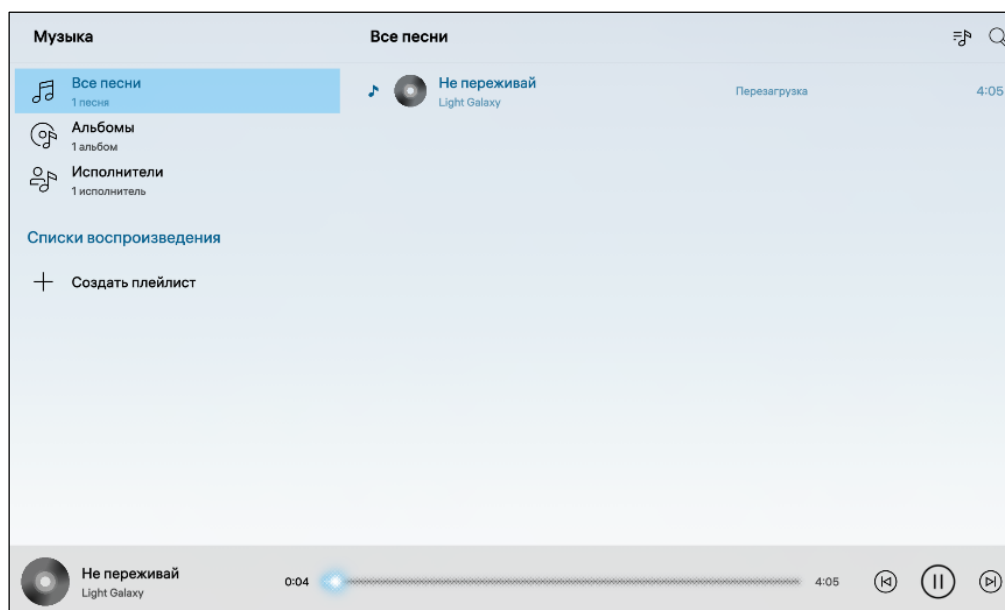 Музыка
Все песни
Все песни
1 песня
Альбомы
1 альбом
Исполнители
1 исполнитель
Списки воспроизведения
Создать плейлист
Не переживай
Light Galaxy
Перезагрузка
4:05
Не переживай
Light Galaxy
0:04
4:05